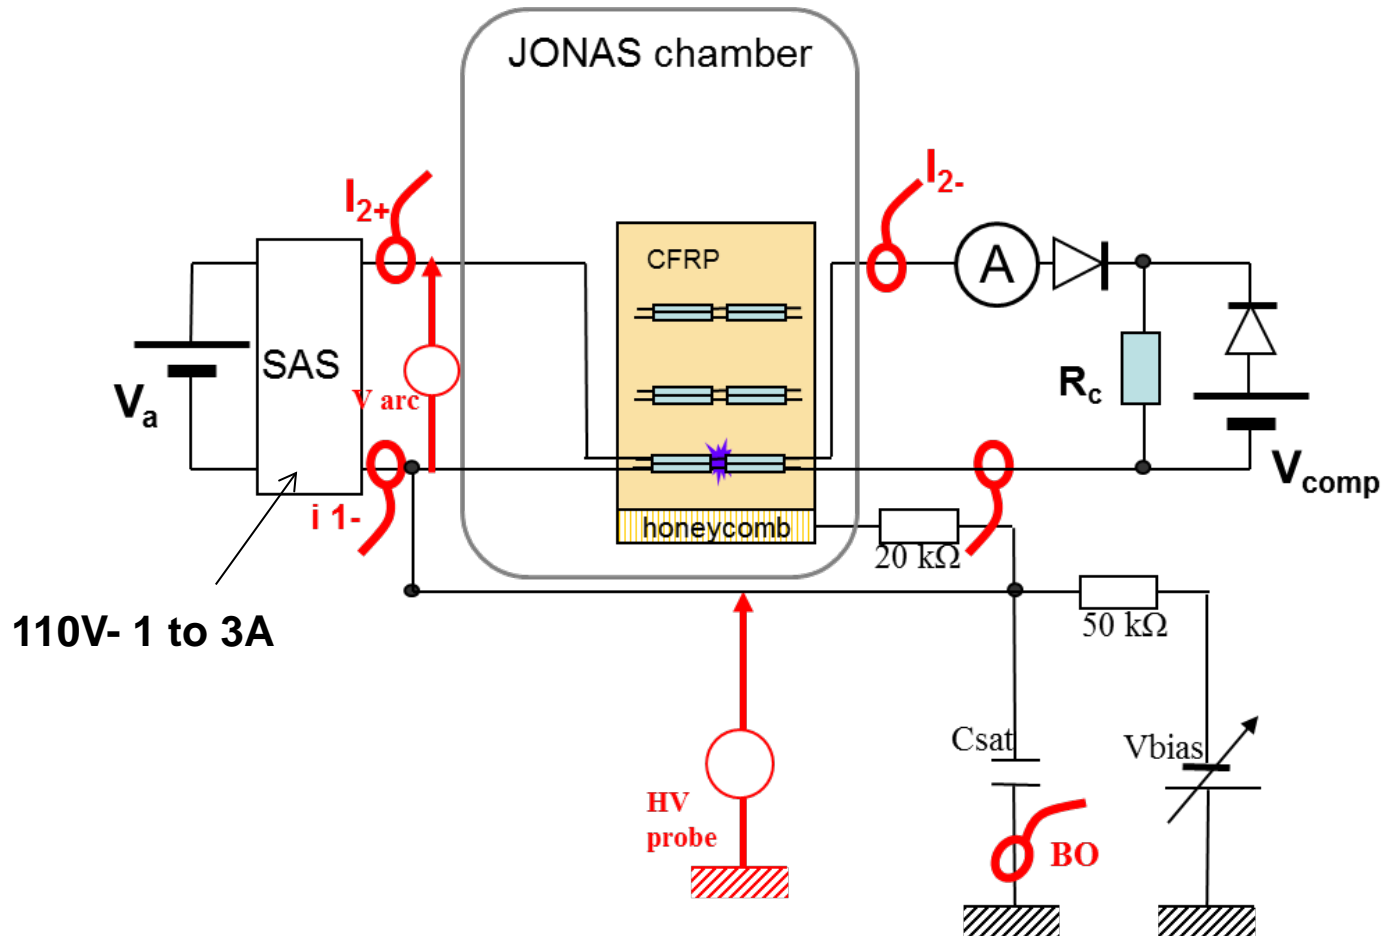 JONAS chamber
I2+
I2-
CFRP
A
SAS
Va
V arc
Rc
Vcomp
i 1-
honeycomb
20 kΩ
50 kΩ
110V- 1 to 3A
Csat
Vbias
HV
probe
BO